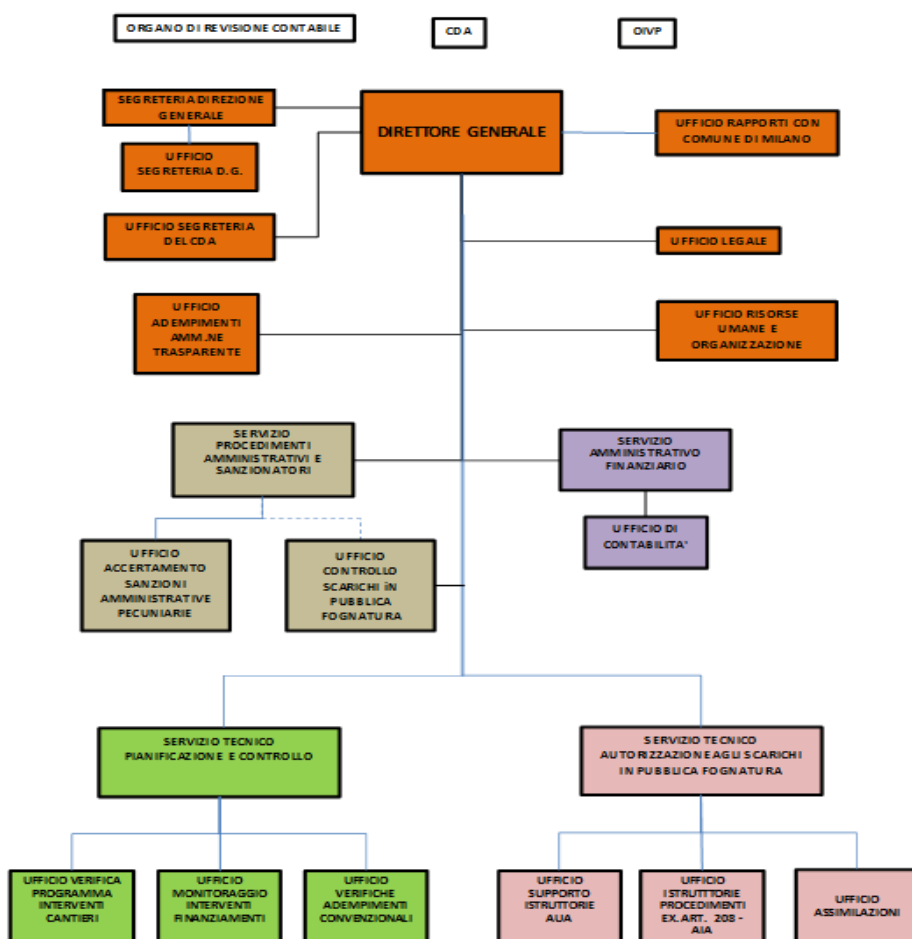 ORGANO DI REVISIONE CONTABILE
CDA
OIVP
SEGRETERIA DIREZIONE
GENERALE
DIRETTORE GENERALE
UFFICIO RAPPORTI CON
COMUNE DI MILANO
UFFICIO
SEGRETERIA D.G.
UFFICIO SEGRETERIA
DEL CDA
UFFICIO LEGALE
UFFICIO
ADEMPIMENTI
AMM.NE
TRASPARENTE
UFFICIO RISORSE
UMANE E
ORGANIZZAZIONE
SERVIZIO
PROCEDIMENTI
AMMINISTRATIVI E
SANZIONATORI
SERVIZIO
AMMINISTRATIVO
FINANZIARIO
UFFICIO
ACCERTAMENTO
SANZIONI
AMMINISTRATIVE
PECUNIARIE
UFFICIO
CONTROLLO
SCARICHI iN
PUBBLICA
FOGNATURA
UFFICIO DI
CONTABILITA'
SERVIZIO TECNICO
PIANIFICAZIONE E CONTROLLO
SERVIZIO TECNICO
AUTORIZZAZIONE AGLI SCARICHI
IN PUBBLICA FOGNATURA
UFFICIO VERIFICA
PROGRAMMA
INTERVENTI
CANTIERI
UFFICIO
MONITORAGGIO
INTERVENTI
FINANZIAMENTI
UFFICIO
VERIFICHE
ADEMPIMENTI
CONVENZIONALI
UFFICIO
SUPPORTO
ISTRUTTORIE
AUA
UFFICIO
ISTRUTTTORIE
PROCEDIMENTI
EX.ART. 208 -
AIA
UFFICIO
ASSIMILAZIONI